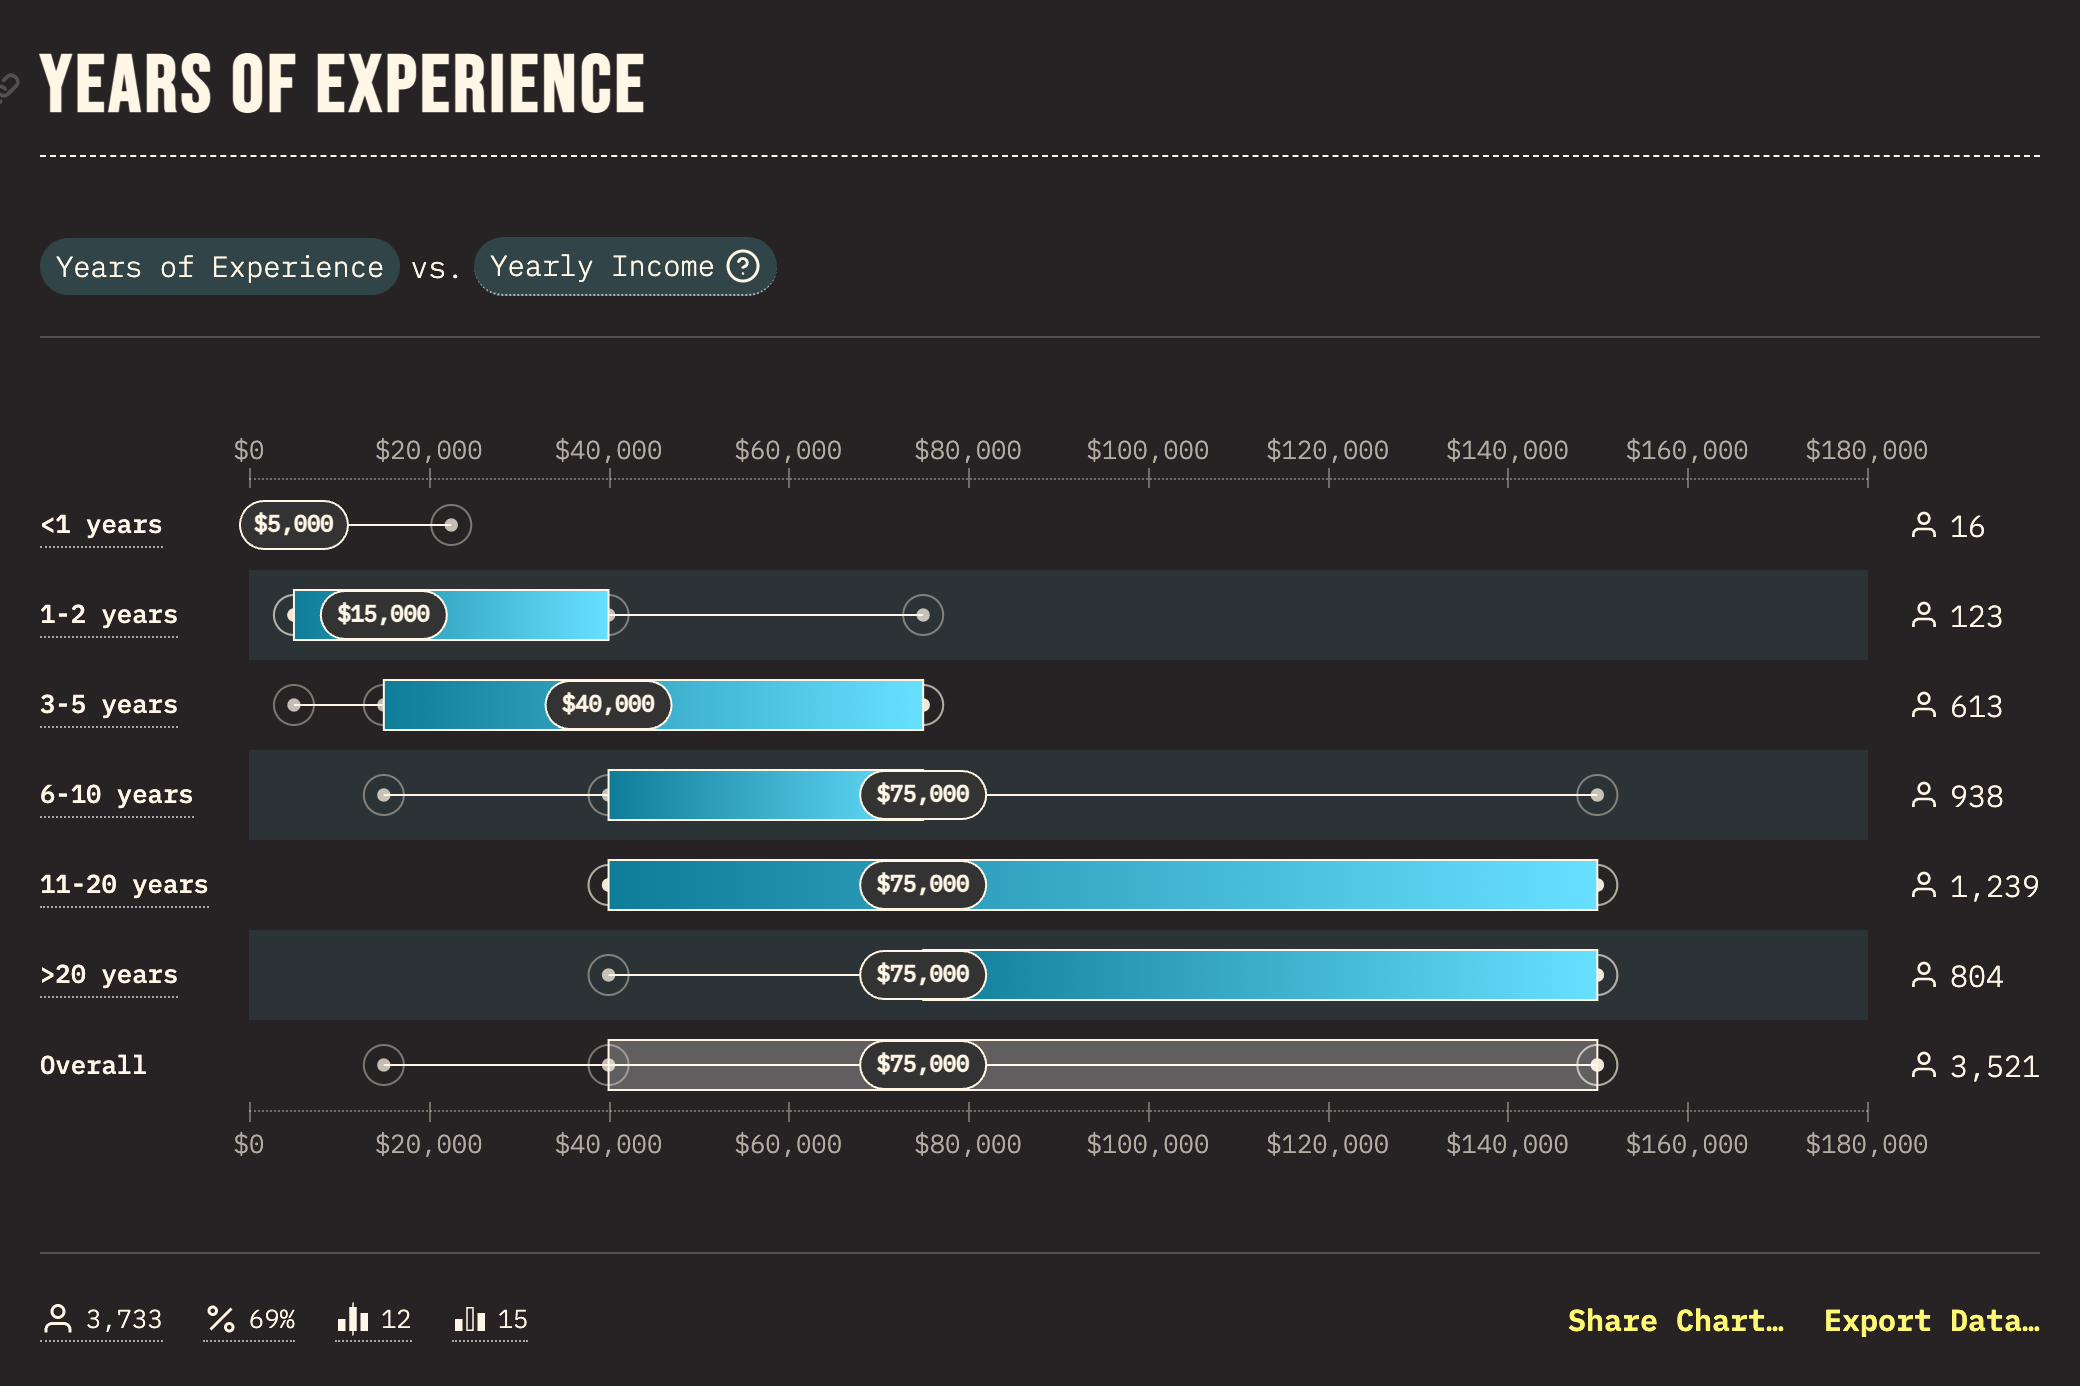 YEARS OF EXPERIENCE
Years of Experience vs. Yearly Income ?
$0 $20,000 $40,000 $60,000 $80,000 $100,000 $120,000 $140,000 $160,000 $180,000
<1 years $5,000 16
1-2 years $15,000 123
3-5 years $40,000 613
6-10 years $75,000 938
11-20 years $75,000 1,239
>20 years $75,000 804
Overall $75,000 3,521
$0 $20,000 $40,000 $60,000 $80,000 $100,000 $120,000 $140,000 $160,000 $180,000
3,733 69% 12 15 Share Chart… Export Data…